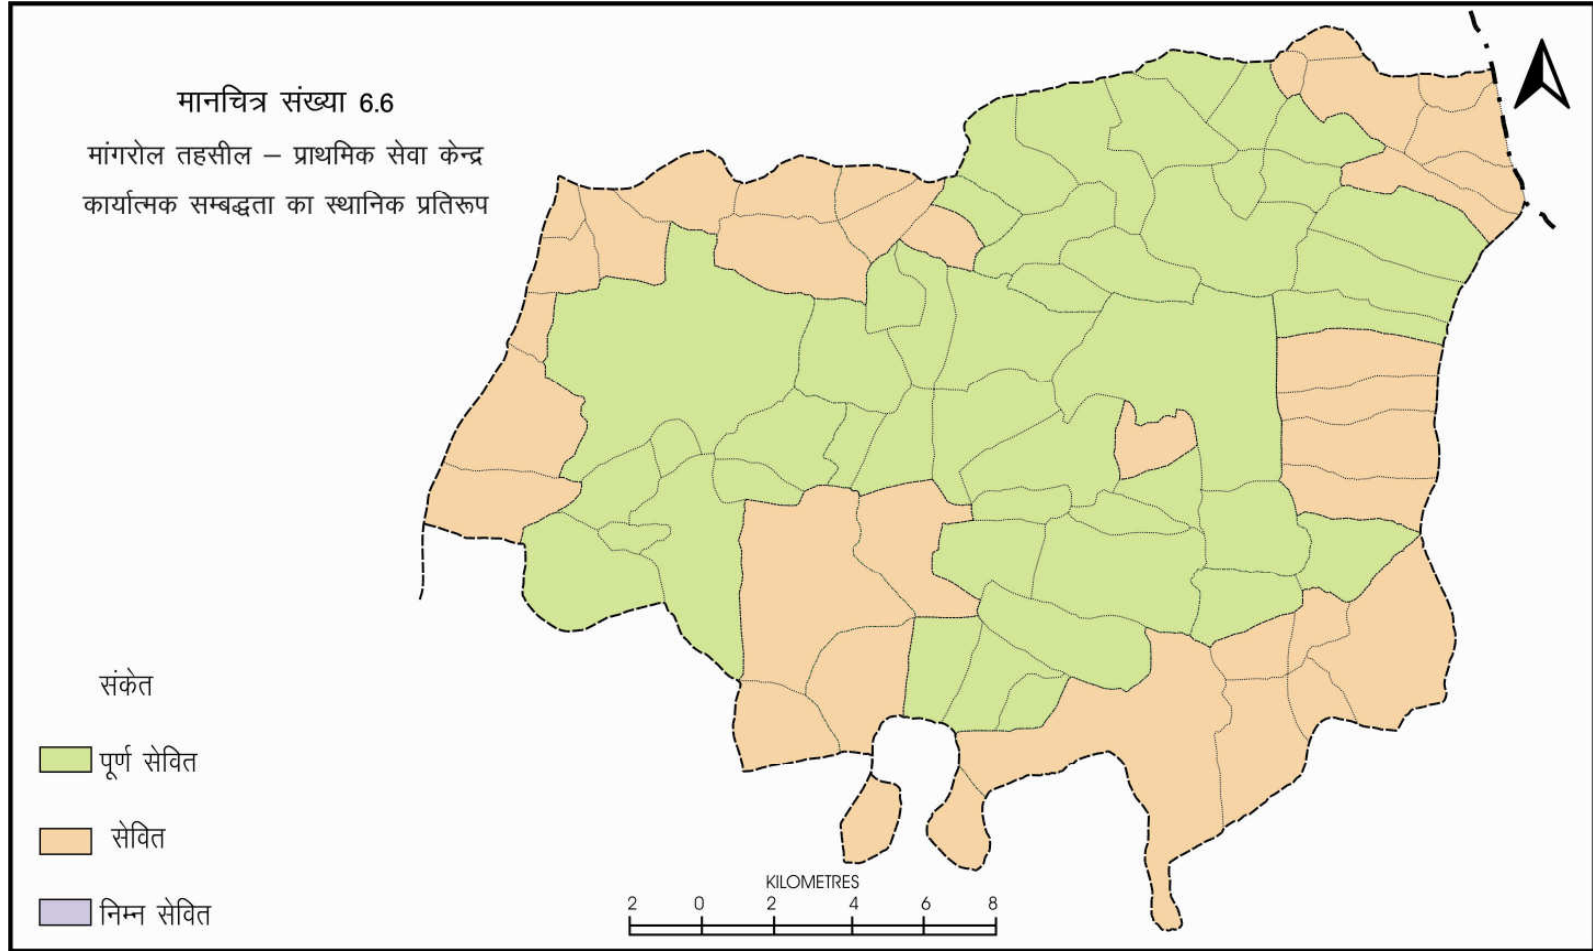 मानचित्र संख्या 6.6
मांगरोल तहसील – प्राथमिक सेवा केन्द्र
कार्यात्मक सम्बद्धता का स्थानिक प्रतिरूप
संकेत
पूर्ण सेवित
सेवित
निम्न सेवित
KILOMETRES
2 0 2 4 6 8